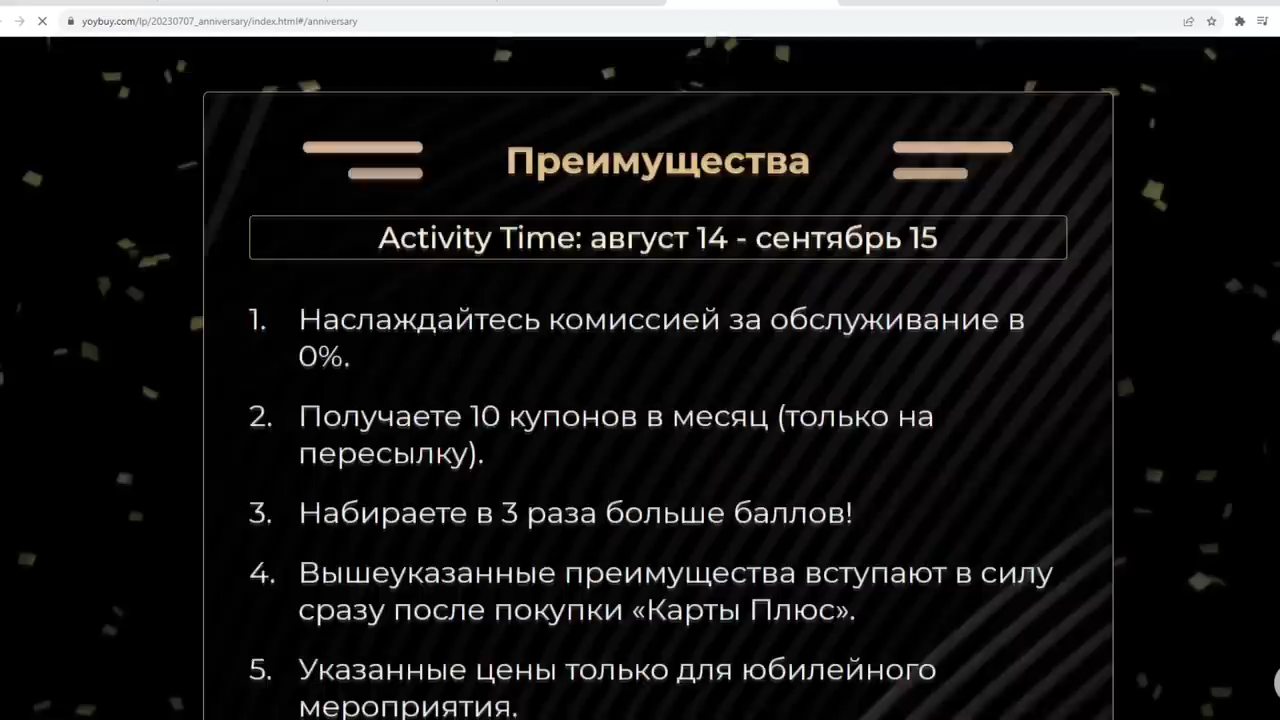 yoybuy.com/lp/20230707_anniversary/index.html#/anniversary
Преимущества
Activity Time: август 14 - сентябрь 15
1. Наслаждайтесь комиссией за обслуживание в
0%.
2. Получаете 10 купонов в месяц (только на
пересылку).
3. Набираете в 3 раза больше баллов!
4. Вышеуказанные преимущества вступают в силу
сразу после покупки «Карты Плюс».
5. Указанные цены только для юбилейного
мероприятия.